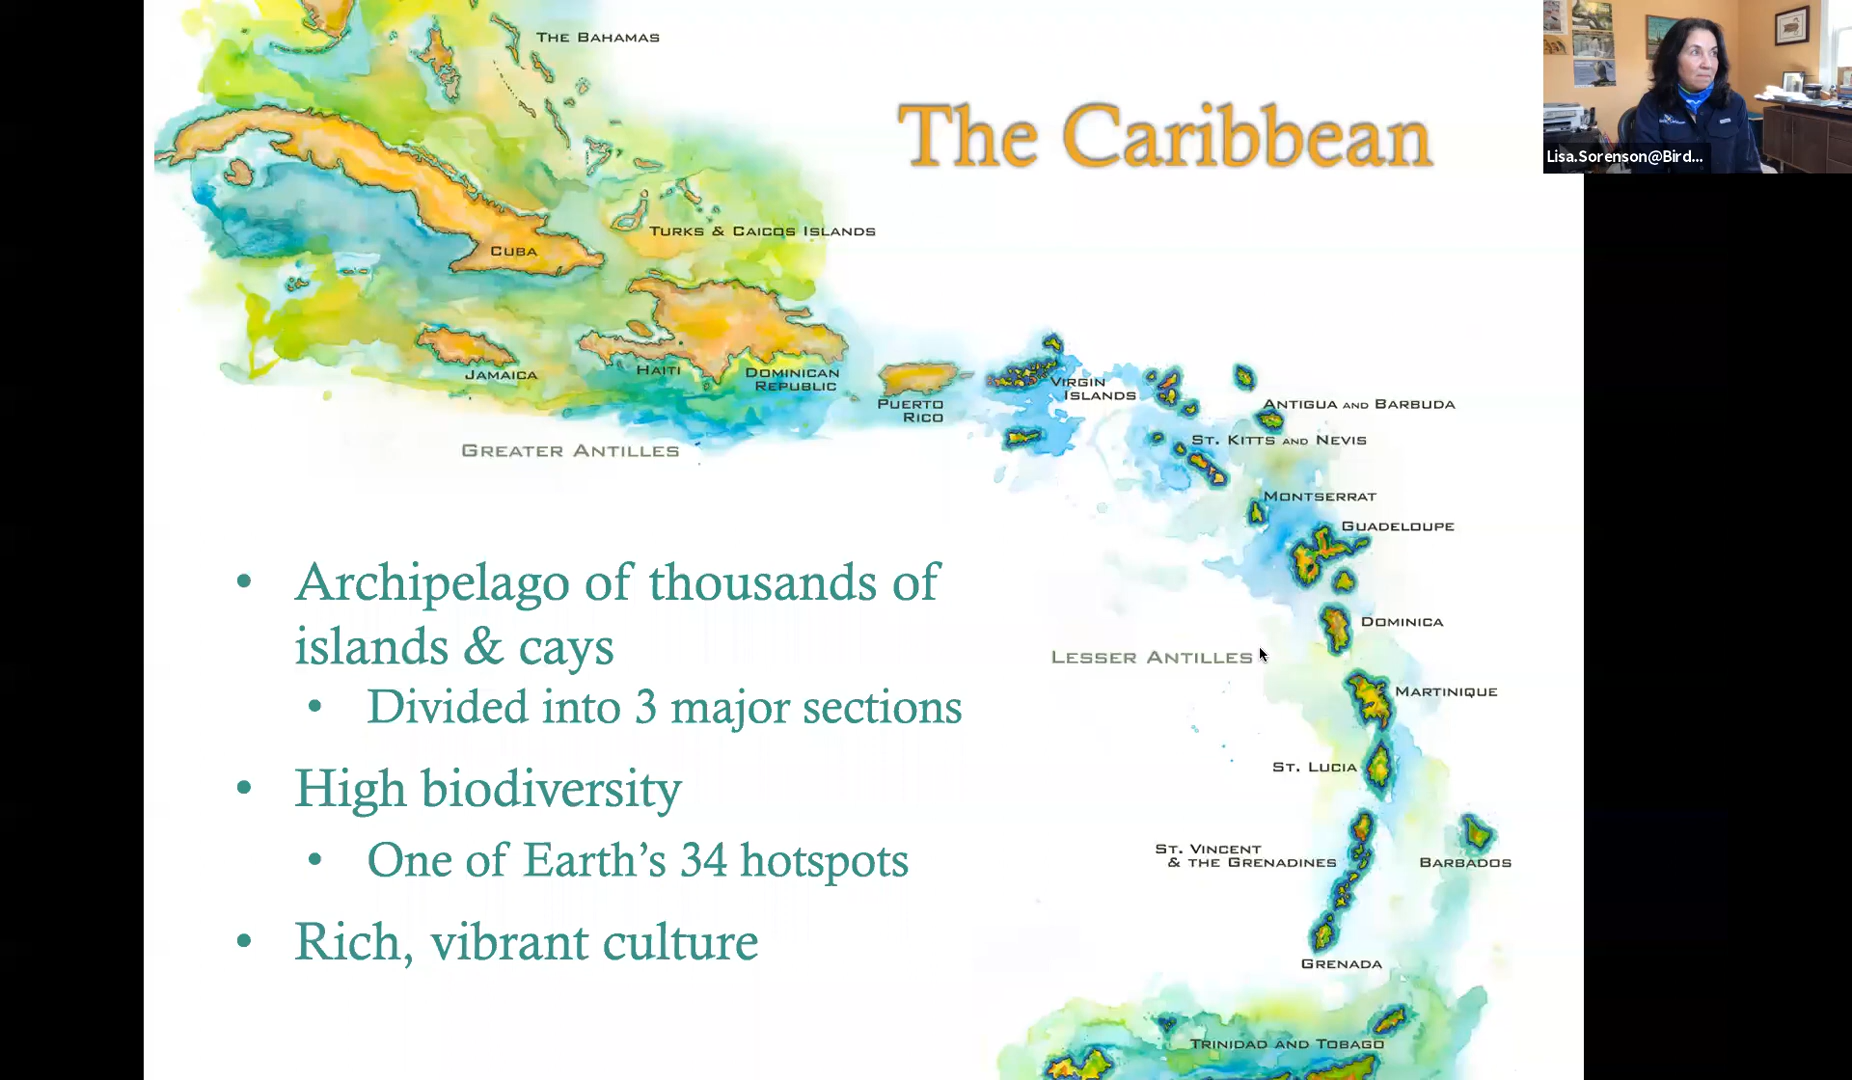 THE BAHAMAS
The Caribbean
Lisa.Sorenson@Bird...
TURKS & CAICOS ISLANDS
CUBA
JAMAICA
HAITI
DOMINICAN
REPUBLIC
PUERTO
RICO
VIRGIN
ISLANDS
ANTIGUA AND BARBUDA
ST. KITTS AND NEVIS
GREATER ANTILLES
MONTSERRAT
GUADELOUPE
• Archipelago of thousands of
islands & cays
• Divided into 3 major sections
• High biodiversity
• One of Earth’s 34 hotspots
• Rich, vibrant culture
DOMINICA
LESSER ANTILLES
MARTINIQUE
ST. LUCIA
ST. VINCENT
& THE GRENADINES
BARBADOS
GRENADA
TRINIDAD AND TOBAGO